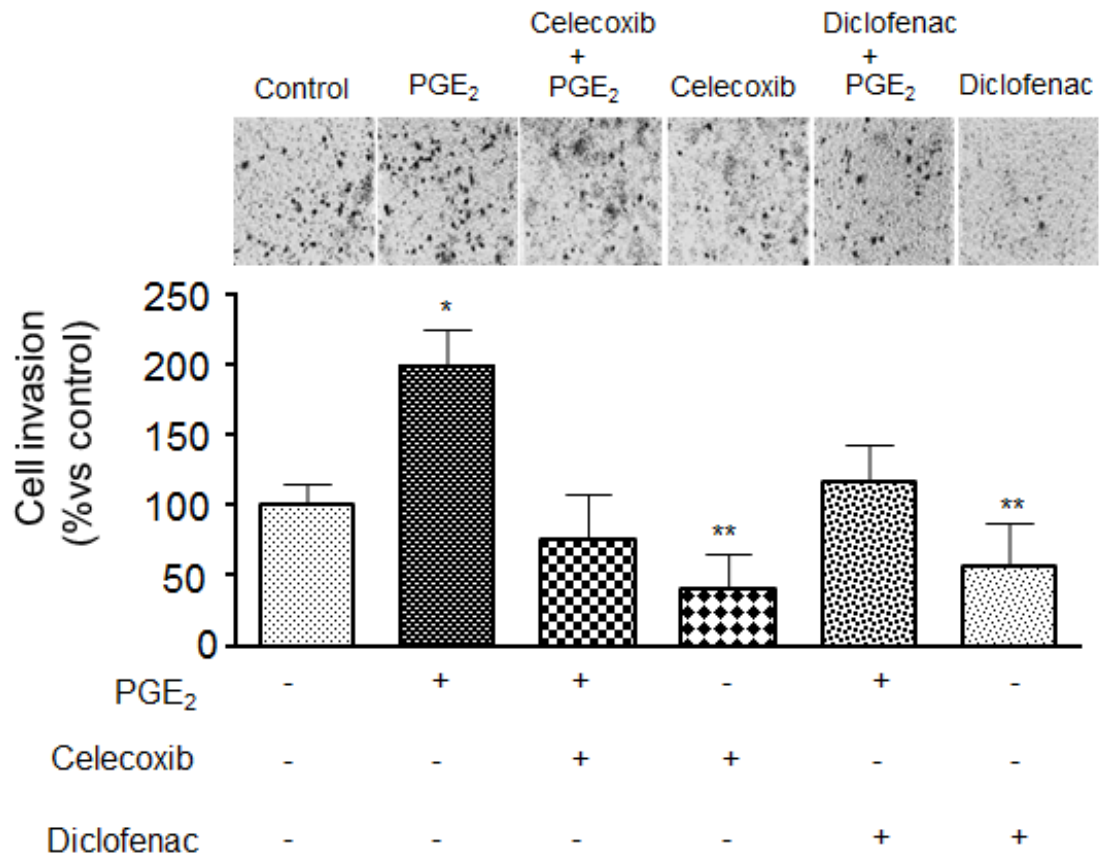 Celecoxib
+
PGE₂
Diclofenac
+
PGE₂
Control
PGE₂
Celecoxib
Diclofenac
Cell invasion
(%vs control)
250
200
150
100
50
0
*
**
**
PGE₂ - + + - + -
Celecoxib - - + + - -
Diclofenac - - - - + +